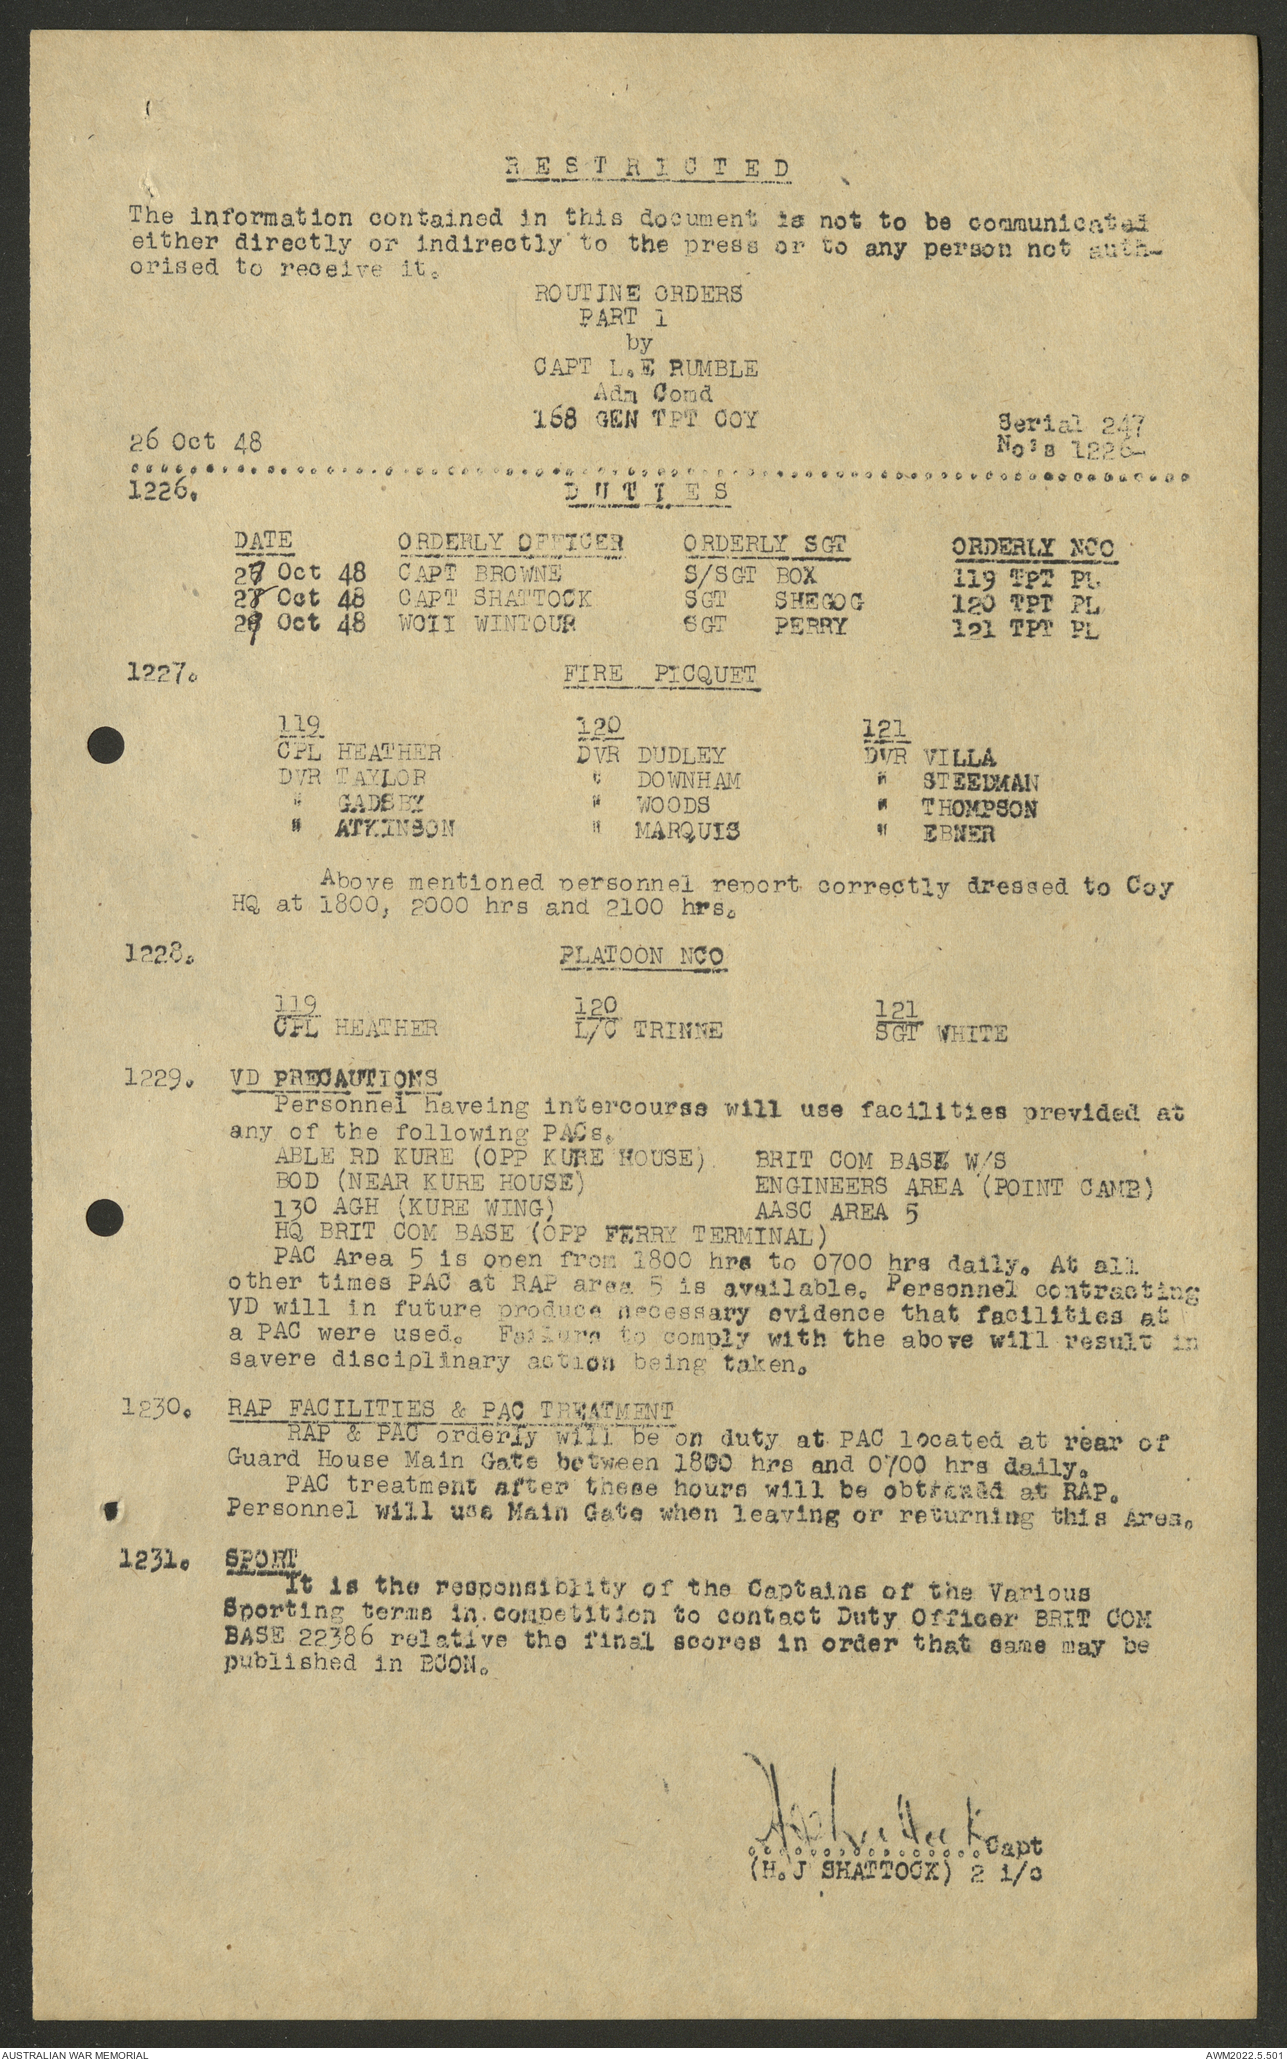 R E S T R I C T E D
The information contained in this document is not to be communicated
either directly or indirectly to the press or to any person not auth-
orised to receive it.
ROUTINE ORDERS
PART 1
by
CAPT L.E RUMBLE
Adm Comd
168 GEN TPT COY
Serial 247
26 Oct 48 No's 1226-
1226. D U T I E S
DATE ORDERLY OFFICER ORDERLY SGT ORDERLY NCO
27 Oct 48 CAPT BROWNE S/SGT BOX 119 TPT PL
28 Oct 48 CAPT SHATTOCK SGT SHEGOG 120 TPT PL
29 Oct 48 WOII WINTOUR SGT PERRY 121 TPT PL
1227. FIRE PICQUET
119 120 121
CPL HEATHER DVR DUDLEY DVR VILLA
DVR TAYLOR " DOWNHAM " STEEDMAN
" GADSBY " WOODS " THOMPSON
" ATKINSON " MARQUIS " EBNER
Above mentioned personnel report correctly dressed to Coy
HQ at 1800, 2000 hrs and 2100 hrs.
1228. PLATOON NCO
119 120 121
CPL HEATHER L/C TRINNE SGT WHITE
1229. VD PRECAUTIONS
Personnel haveing intercourse will use facilities previded at
any of the following PACs.
ABLE RD KURE (OPP KURE HOUSE) BRIT COM BASE W/S
BOD (NEAR KURE HOUSE) ENGINEERS AREA (POINT CAMP)
130 AGH (KURE WING) AASC AREA 5
HQ BRIT COM BASE (OPP FERRY TERMINAL)
PAC Area 5 is open from 1800 hrs to 0700 hrs daily. At all
other times PAC at RAP area 5 is available. Personnel contracting
VD will in future produce necessary evidence that facilities at
a PAC were used. Failure to comply with the above will result in
savere disciplinary action being taken.
1230. RAP FACILITIES & PAC TREATMENT
RAP & PAC orderly will be on duty at PAC located at rear of
Guard House Main Gate between 1800 hrs and 0700 hrs daily.
PAC treatment after these hours will be at RAP.
Personnel will use Main Gate when leaving or returning this Area.
1231. SPORT
It is the responsiblity of the Captains of the Various
Sporting terms in competition to contact Duty Officer BRIT COM
BASE 22386 relative the final scores in order that same may be
published in BCON.
................Capt
(H.J SHATTOCK) 2 i/c
AUSTRALIAN WAR MEMORIAL AWM2022.5.501